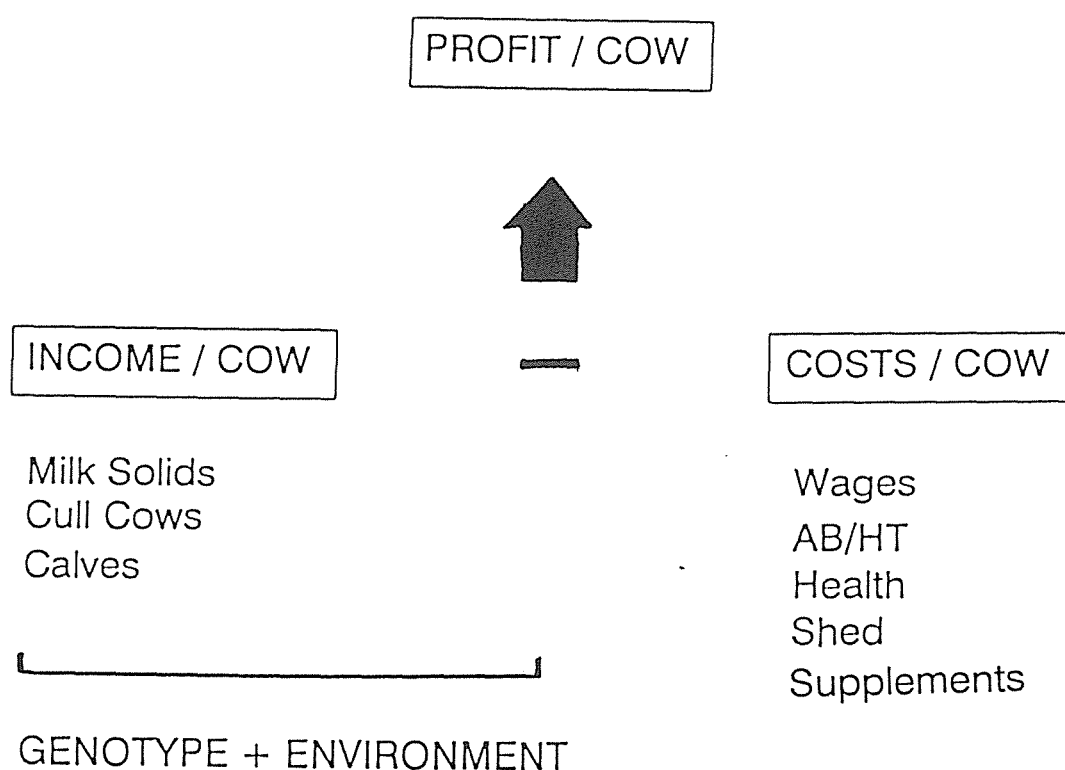 PROFIT / COW
INCOME / COW
COSTS / COW
Milk Solids
Cull Cows
Calves
Wages
AB/HT
Health
Shed
Supplements
GENOTYPE + ENVIRONMENT